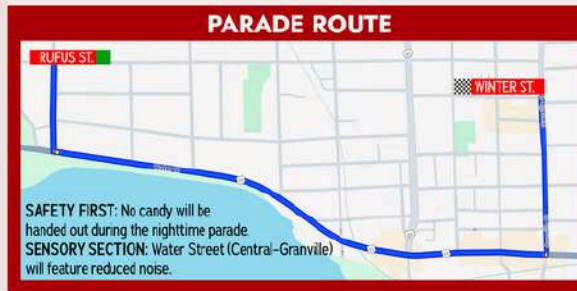 PARADE ROUTE
RUFUS ST.
WINTER ST.
SAFETY FIRST: No candy will be
handed out during the nighttime parade.
SENSORY SECTION: Water Street (Central-Granville)
will feature reduced noise.